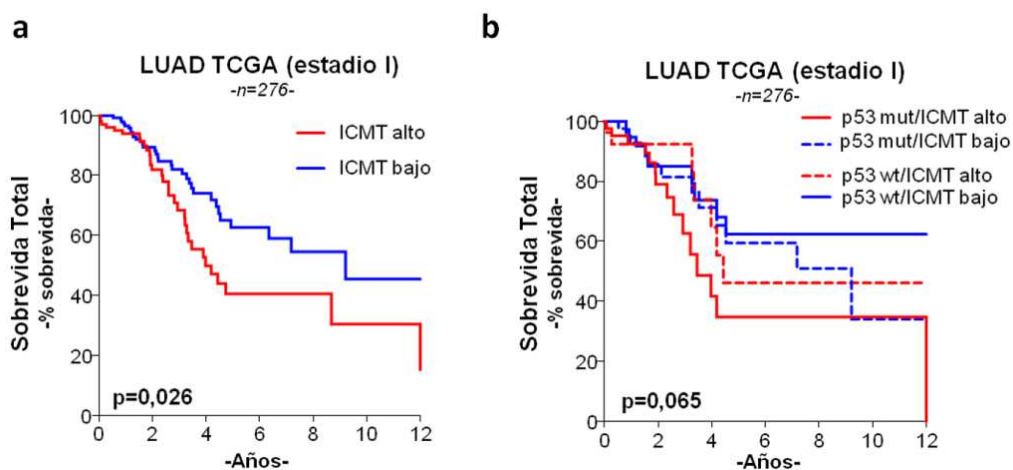 a
LUAD TCGA (estadio I)
-n=276-
ICMT alto
ICMT bajo
Sobrevida Total
-% sobrevida-
100
80
60
40
20
0
p=0,026
0 2 4 6 8 10 12
-Años-
b
LUAD TCGA (estadio I)
-n=276-
p53 mut/ICMT alto
p53 mut/ICMT bajo
p53 wt/ICMT alto
p53 wt/ICMT bajo
Sobrevida Total
-% sobrevida-
100
80
60
40
20
0
p=0,065
0 2 4 6 8 10 12
-Años-